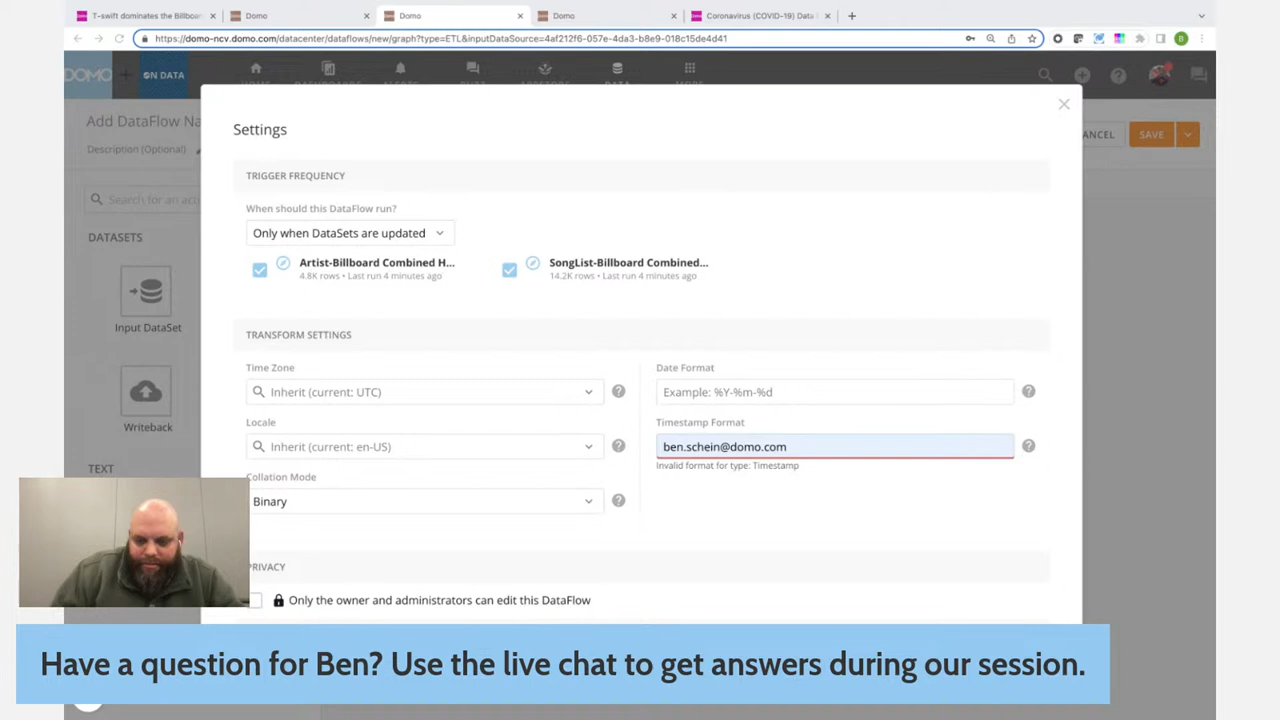 T-swift dominates the Billboar
Domo
Domo
Domo
Coronavirus (COVID-19) Data
https://domo-ncv.domo.com/datacenter/dataflows/new/graph?type=ETL&inputDataSource=4af212f6-057e-4da3-b8e9-018c15de4d41
B
DOMO
ON DATA
Add DataFlow Na
Description (Optional)
CANCEL
SAVE
Search for an ac
DATASETS
Input DataSet
Writeback
TEXT
Settings
TRIGGER FREQUENCY
When should this DataFlow run?
Only when DataSets are updated
Artist-Billboard Combined H...
4.8K rows • Last run 4 minutes ago
SongList-Billboard Combined...
14.2K rows • Last run 4 minutes ago
TRANSFORM SETTINGS
Time Zone
Inherit (current: UTC)
Locale
Inherit (current: en-US)
Collation Mode
Binary
Date Format
Example: %Y-%m-%d
Timestamp Format
ben.schein@domo.com
Invalid format for type: Timestamp
PRIVACY
Only the owner and administrators can edit this DataFlow
Have a question for Ben? Use the live chat to get answers during our session.